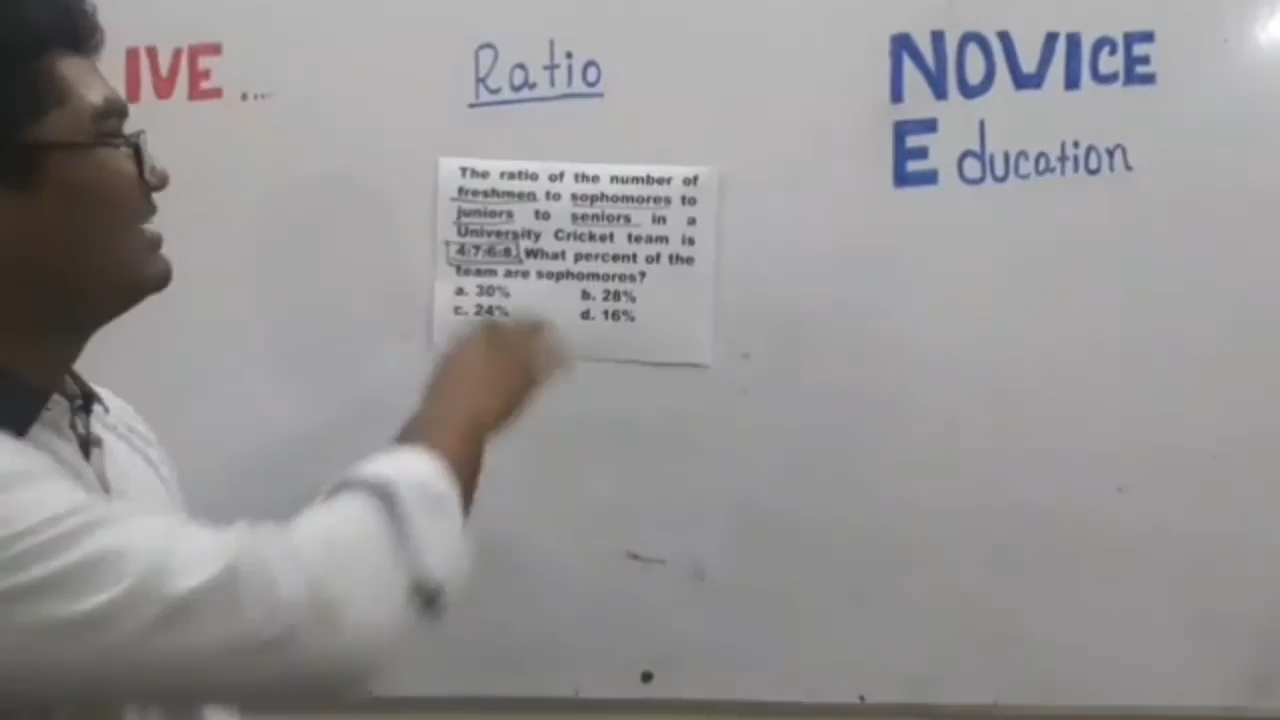 IVE ....
Ratio
NOVICE
Education
The ratio of the number of
freshmen to sophomores to
juniors to seniors in a
University Cricket team is
4:7:6:8. What percent of the
team are sophomores?
a. 30% b. 28%
c. 24% d. 16%